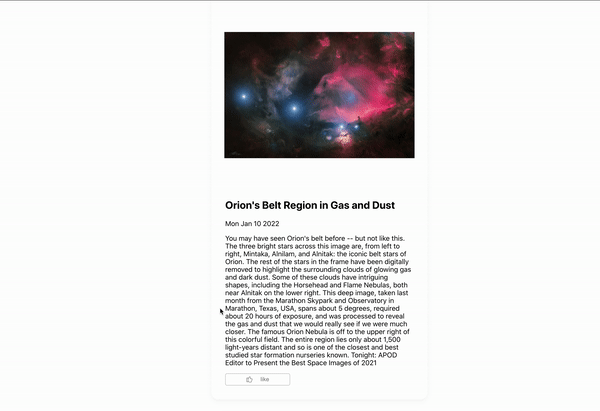 Orion's Belt Region in Gas and Dust
Mon Jan 10 2022
You may have seen Orion's belt before -- but not like this.
The three bright stars across this image are, from left to
right, Mintaka, Alnilam, and Alnitak: the iconic belt stars of
Orion. The rest of the stars in the frame have been digitally
removed to highlight the surrounding clouds of glowing gas
and dark dust. Some of these clouds have intriguing
shapes, including the Horsehead and Flame Nebulas, both
near Alnitak on the lower right. This deep image, taken last
month from the Marathon Skypark and Observatory in
Marathon, Texas, USA, spans about 5 degrees, required
about 20 hours of exposure, and was processed to reveal
the gas and dust that we would really see if we were much
closer. The famous Orion Nebula is off to the upper right of
this colorful field. The entire region lies only about 1,500
light-years distant and so is one of the closest and best
studied star formation nurseries known. Tonight: APOD
Editor to Present the Best Space Images of 2021
like